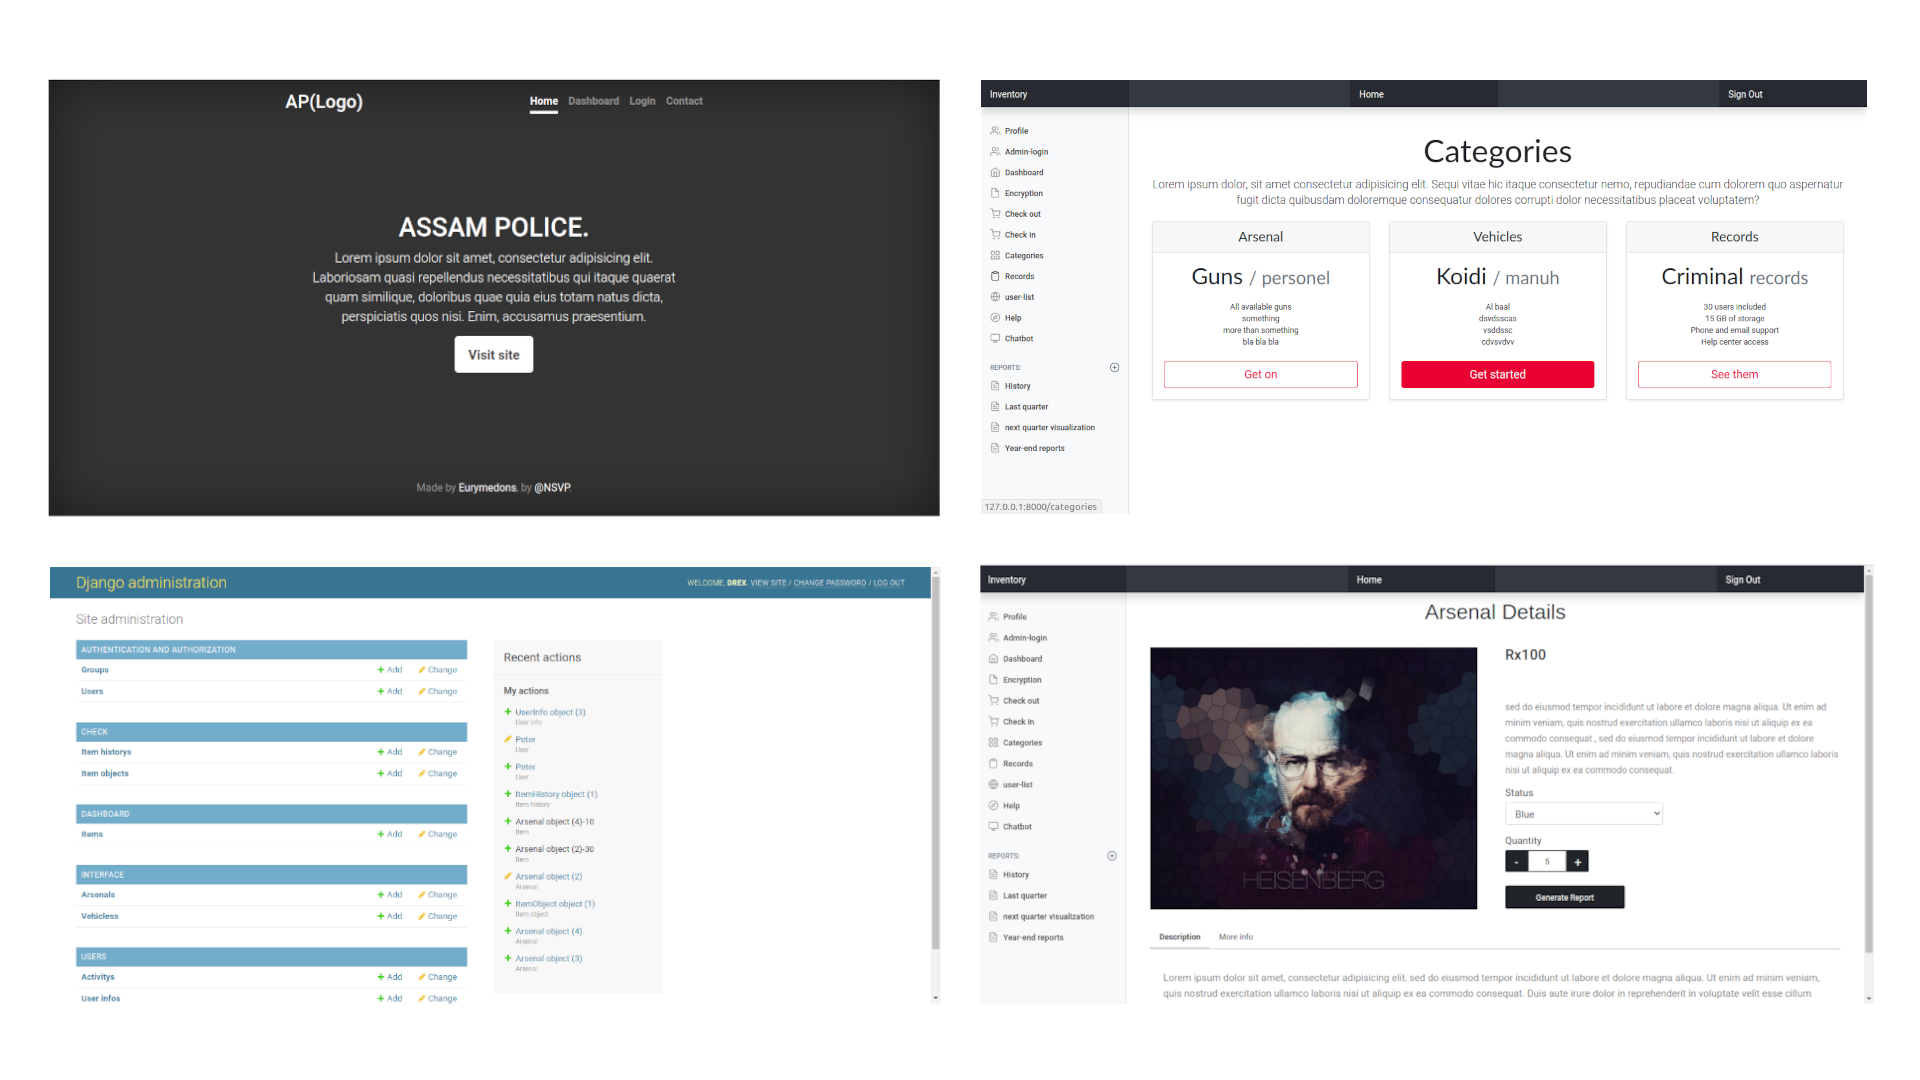 AP(Logo)
Home Dashboard Login Contact
ASSAM POLICE.
Lorem ipsum dolor sit amet, consectetur adipisicing elit.
Laboriosam quasi repellendus necessitatibus qui itaque quaerat
quam similique, doloribus quae quia eius totam natus dicta,
perspiciatis quos nisi. Enim, accusamus praesentium.
Visit site
Made by Eurymedons, by @NSVP.
Inventory
Home
Sign Out
Profile
Admin-login
Dashboard
Encryption
Check out
Check in
Categories
Records
user-list
Help
Chatbot
REPORTS:
History
Last quarter
next quarter visualization
Year-end reports
127.0.0.1:8000/categories
Categories
Lorem ipsum dolor, sit amet consectetur adipisicing elit. Sequi vitae hic itaque consectetur nemo, repudiandae cum dolorem quo aspernatur
fugit dicta quibusdam doloremque consequatur dolores corrupti dolor necessitatibus placeat voluptatem?
Arsenal
Guns / personel
All available guns
something
more than something
bla bla bla
Get on
Vehicles
Koidi / manuh
Al baal
dsvdsscas
vsddssc
cdvsvdvv
Get started
Records
Criminal records
30 users included
15 GB of storage
Phone and email support
Help center access
See them
Django administration
WELCOME, DREX. VIEW SITE / CHANGE PASSWORD / LOG OUT
Site administration
AUTHENTICATION AND AUTHORIZATION
Groups Add Change
Users Add Change
CHECK
Item historys Add Change
Item objects Add Change
DASHBOARD
Items Add Change
INTERFACE
Arsenals Add Change
Vehicless Add Change
USERS
Activitys Add Change
User infos Add Change
Recent actions
My actions
UserInfo object (3)
User info
Peter
User
Peter
User
ItemHistory object (1)
Item history
Arsenal object (4)-10
Item
Arsenal object (2)-30
Item
Arsenal object (2)
Arsenal
ItemObject object (1)
Item object
Arsenal object (4)
Arsenal
Arsenal object (3)
Arsenal
Inventory
Home
Sign Out
Profile
Admin-login
Dashboard
Encryption
Check out
Check in
Categories
Records
user-list
Help
Chatbot
REPORTS:
History
Last quarter
next quarter visualization
Year-end reports
Arsenal Details
HEISENBERG
Rx100
sed do eiusmod tempor incididunt ut labore et dolore magna aliqua. Ut enim ad
minim veniam, quis nostrud exercitation ullamco laboris nisi ut aliquip ex ea
commodo consequat , sed do eiusmod tempor incididunt ut labore et dolore
magna aliqua. Ut enim ad minim veniam, quis nostrud exercitation ullamco laboris
nisi ut aliquip ex ea commodo consequat.
Status
Blue
Quantity
- 5 +
Generate Report
Description More info
Lorem ipsum dolor sit amet, consectetur adipisicing elit, sed do eiusmod tempor incididunt ut labore et dolore magna aliqua. Ut enim ad minim veniam,
quis nostrud exercitation ullamco laboris nisi ut aliquip ex ea commodo consequat. Duis aute irure dolor in reprehenderit in voluptate velit esse cillum